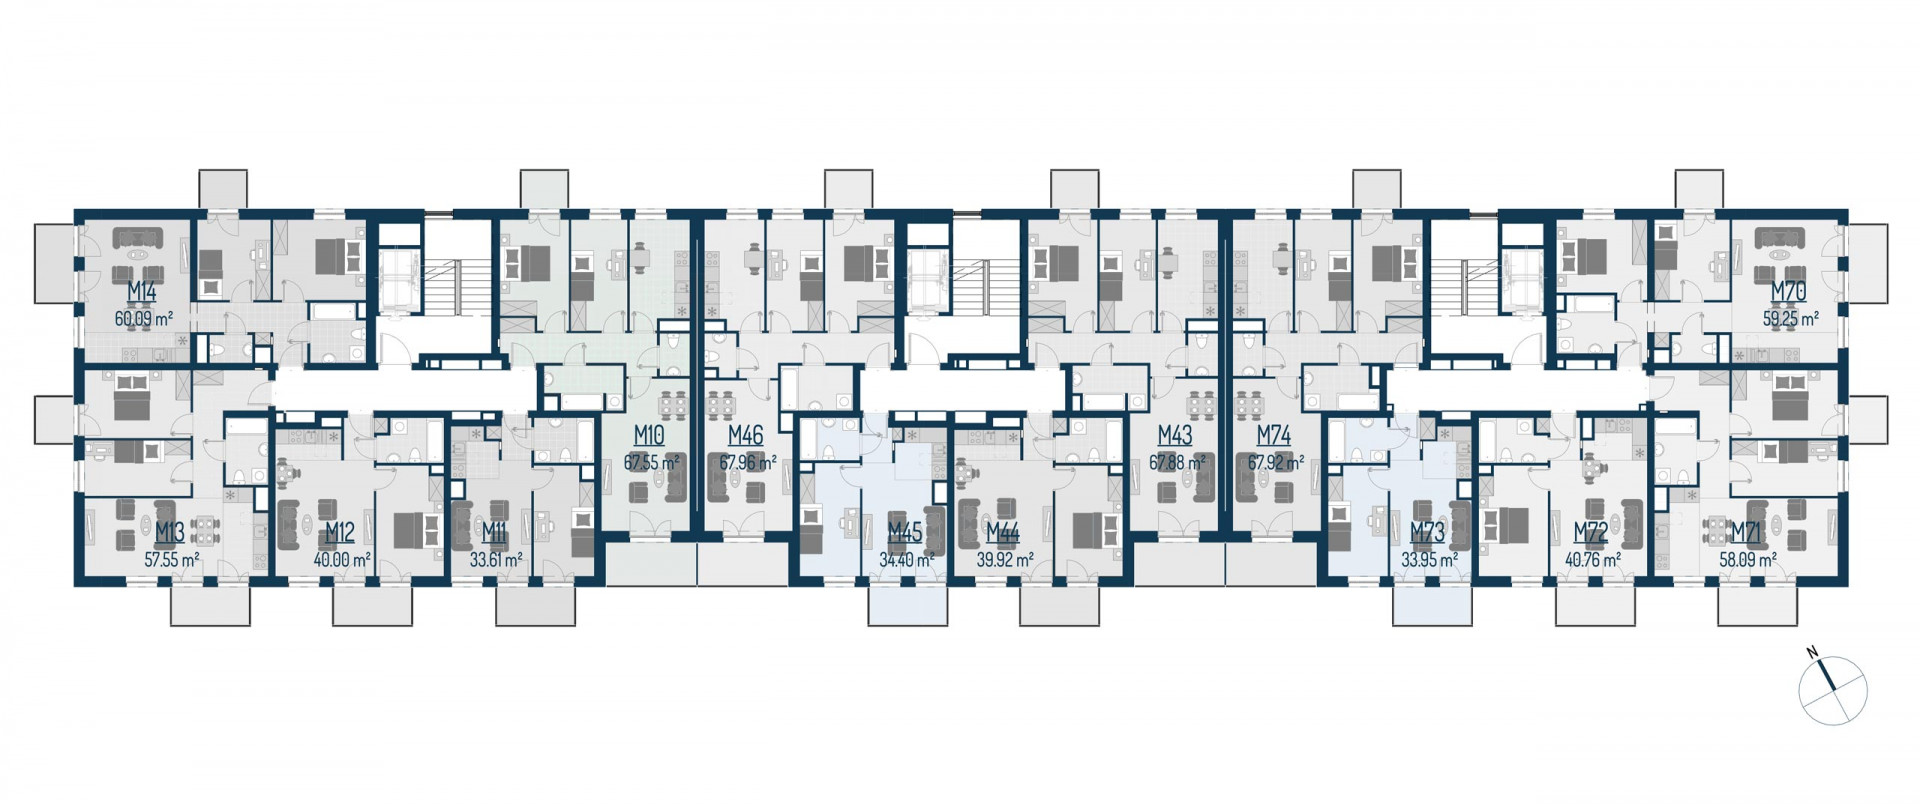 M14
60.09 m²
M70
59.25 m²
M10
67.55 m²
M46
67.96 m²
M43
67.88 m²
M74
67.92 m²
M13
57.55 m²
M12
40.00 m²
M11
33.61 m²
M45
34.40 m²
M44
39.92 m²
M73
33.95 m²
M72
40.76 m²
M71
58.09 m²
N